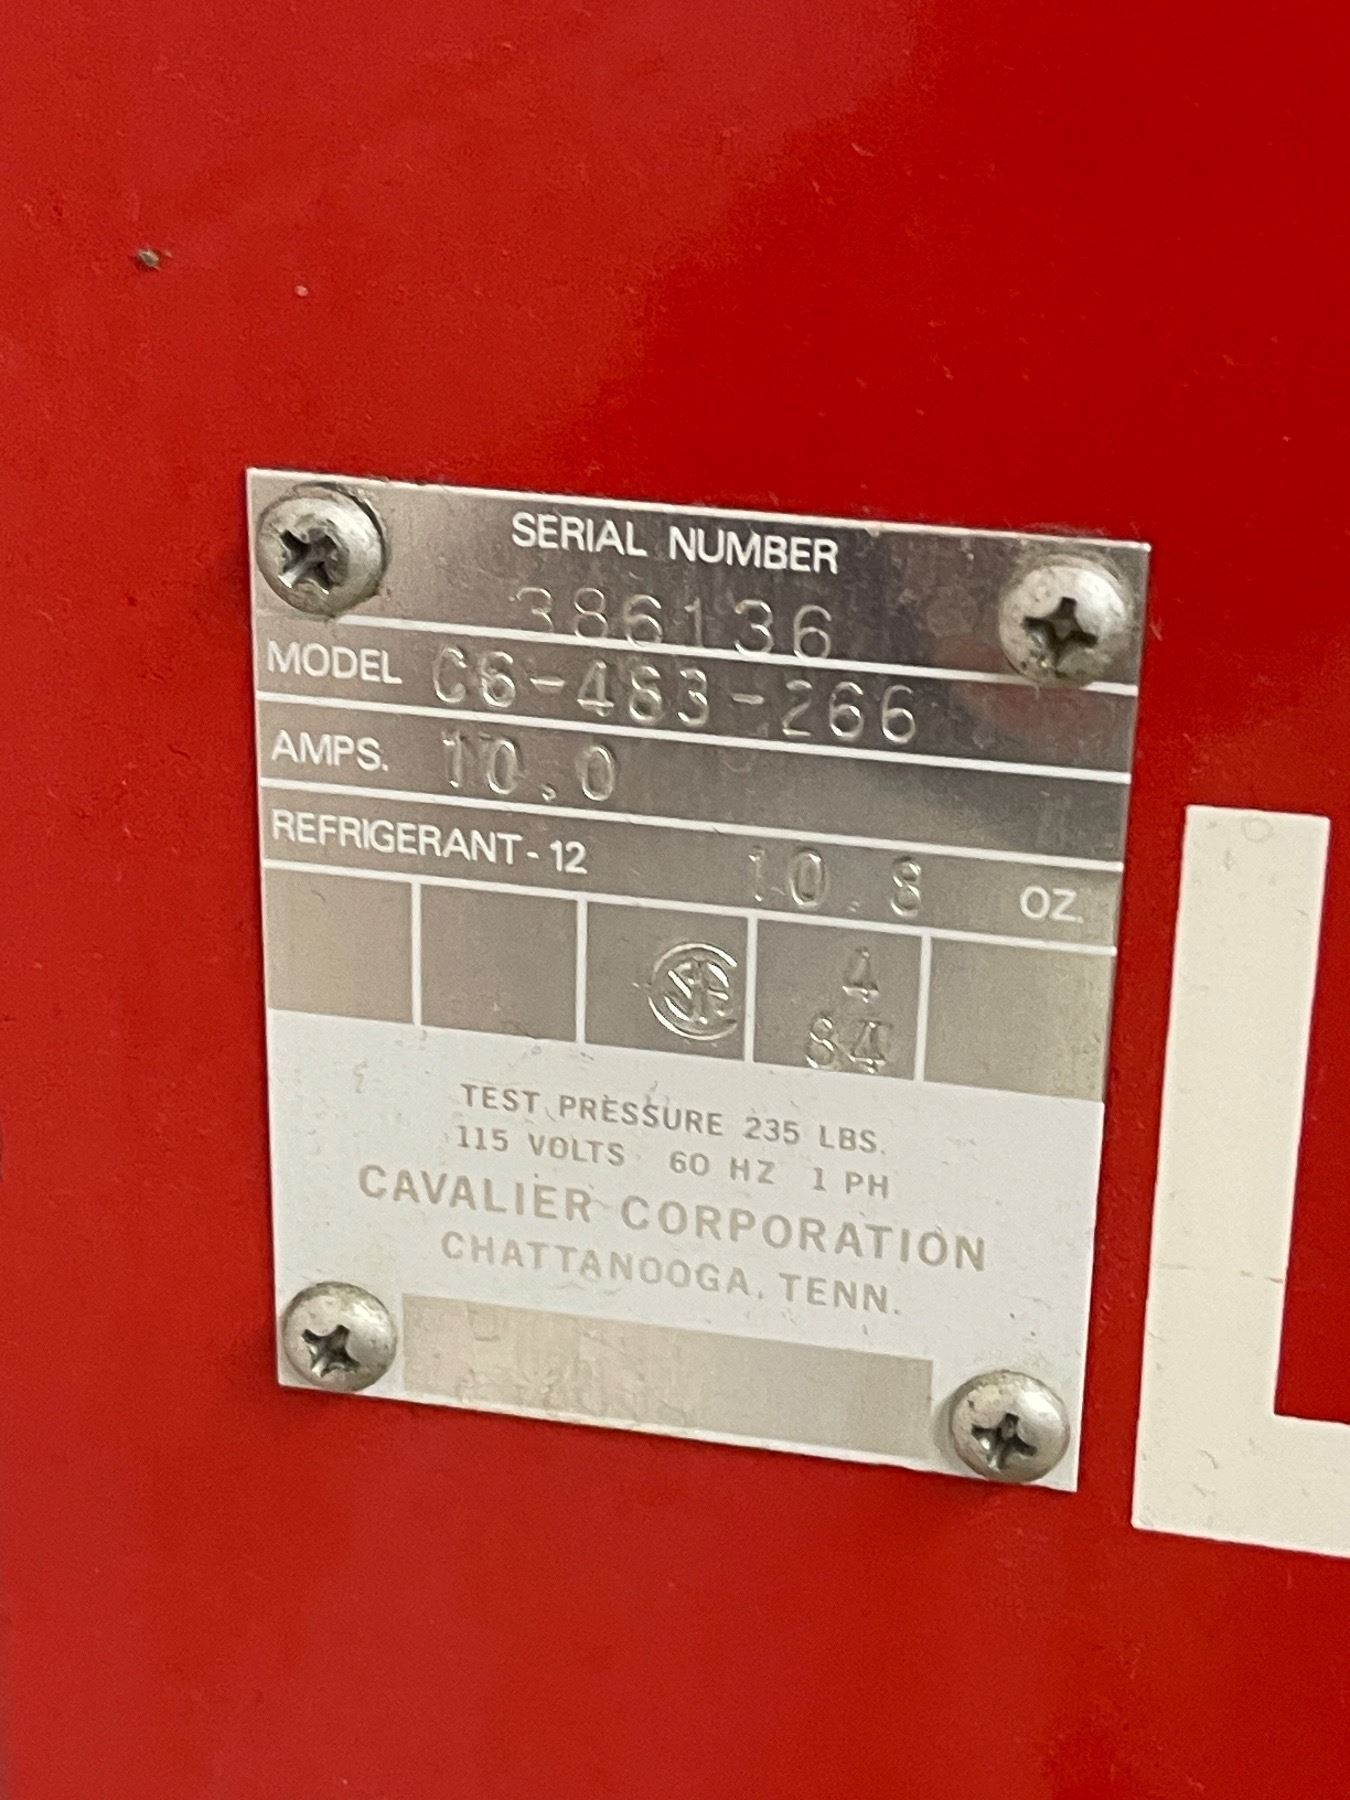 SERIAL NUMBER
386136
MODEL C6-483-266
AMPS. 10.0
REFRIGERANT-12 10.8 OZ.
4
84
TEST PRESSURE 235 LBS.
115 VOLTS 60 HZ 1 PH
CAVALIER CORPORATION
CHATTANOOGA, TENN.
L